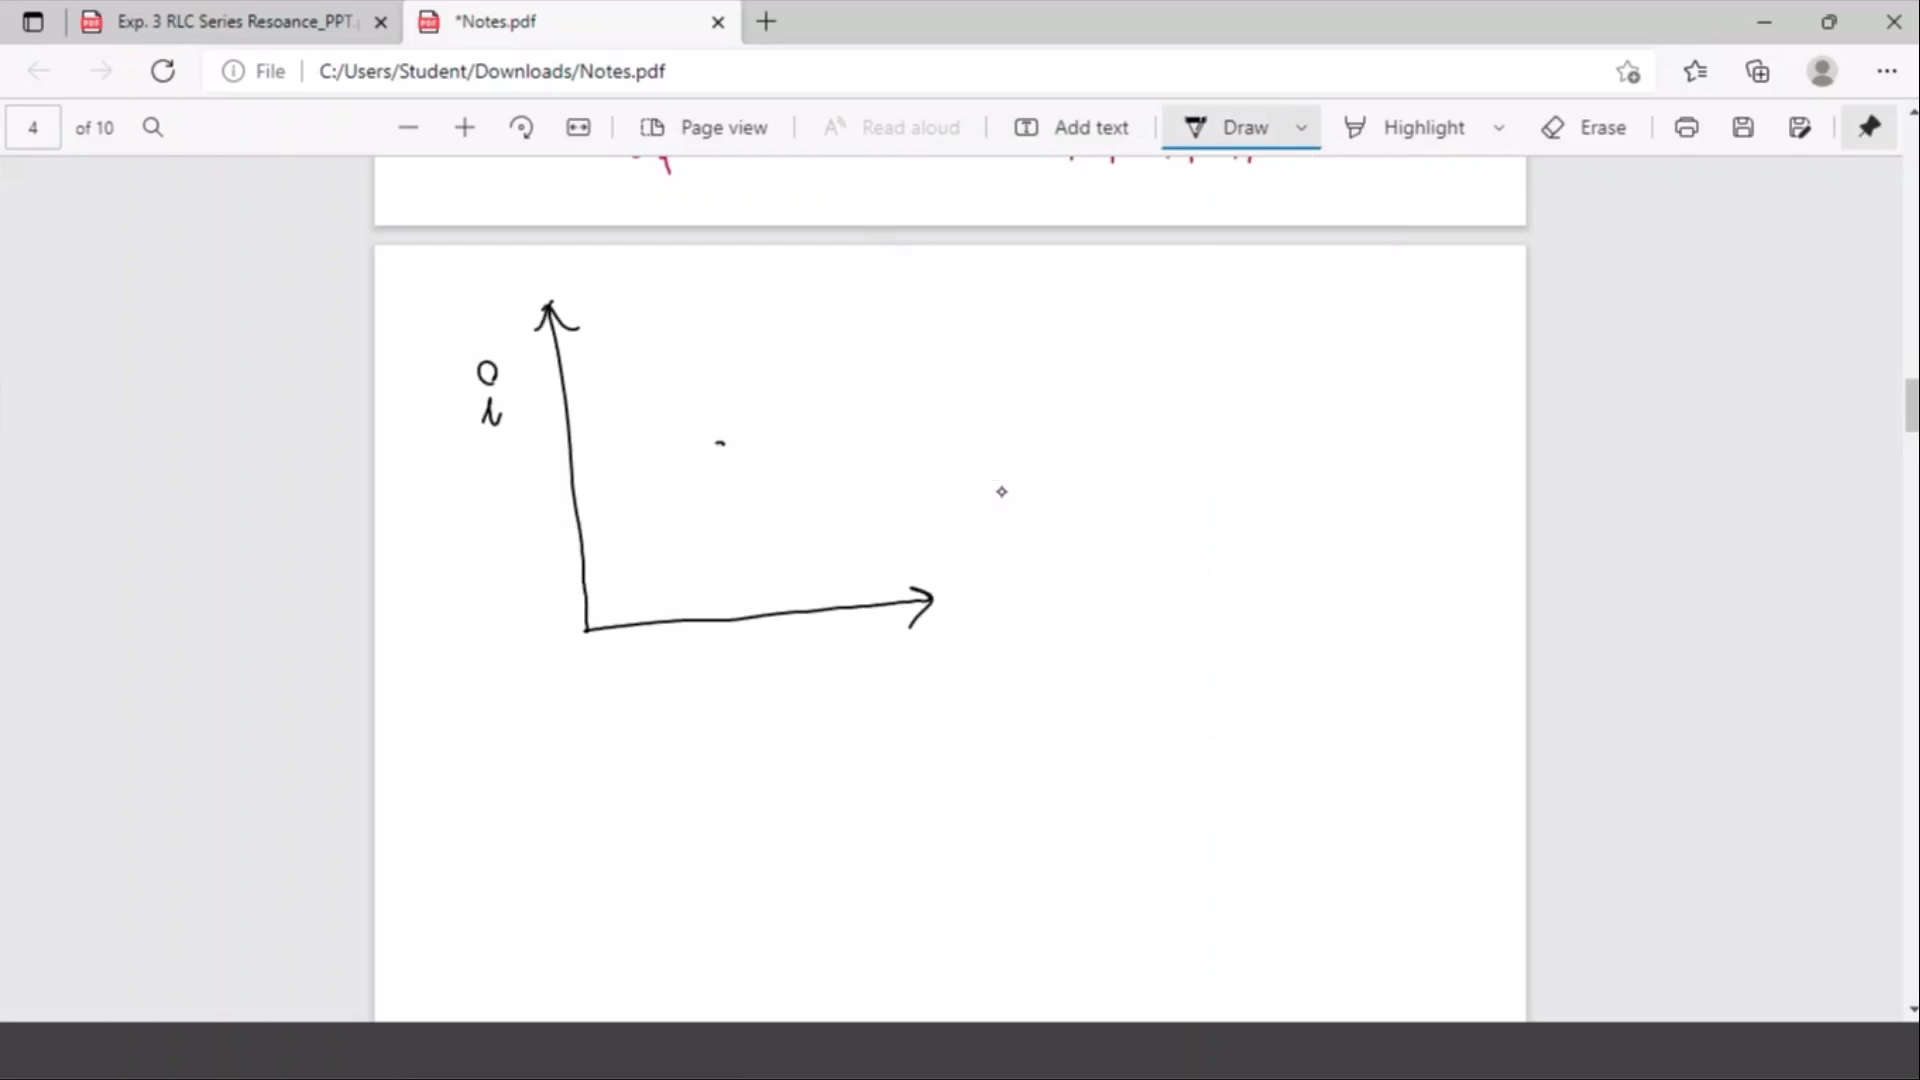 Exp. 3 RLC Series Resoance_PPT.
*Notes.pdf
File C:/Users/Student/Downloads/Notes.pdf
4 of 10 Page view Read aloud Add text Draw Highlight Erase